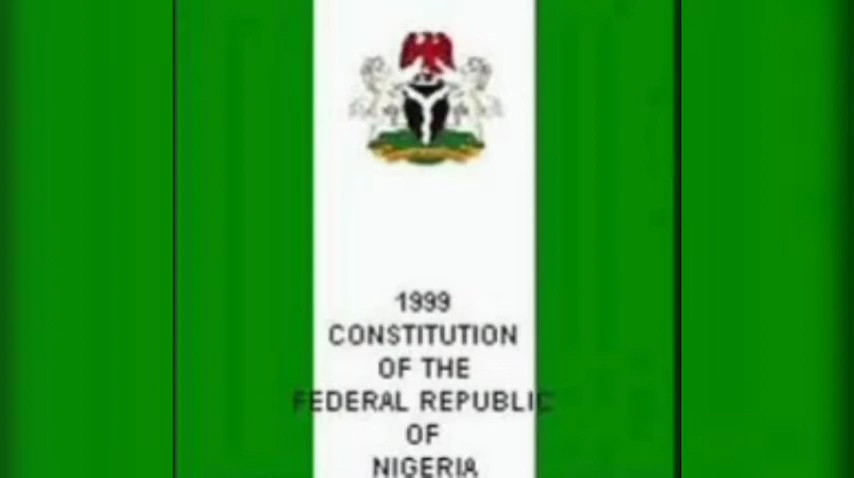 1999
CONSTITUTION
OF THE
FEDERAL REPUBLIC
OF
NIGERIA